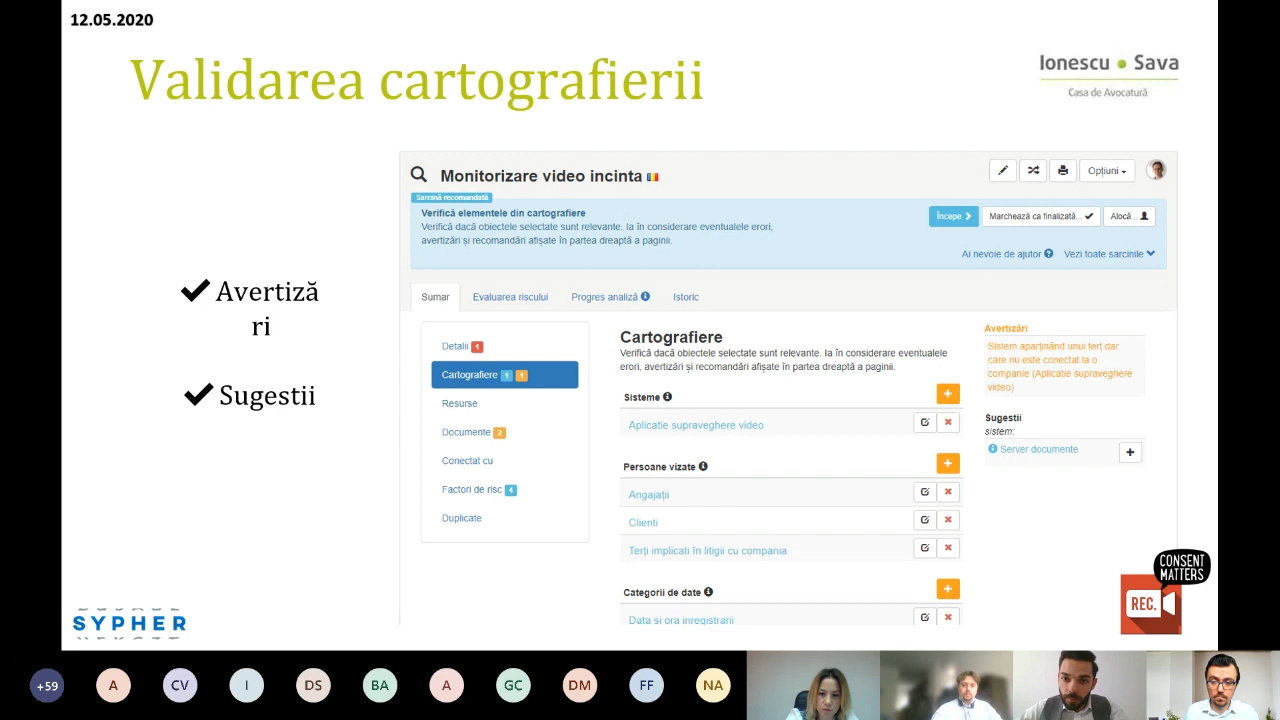 12.05.2020
Validarea cartografierii
Ionescu • Sava
Casa de Avocatură
Avertiză
ri
Sugestii
Monitorizare video incinta
Opțiuni
Sarcină recomandată
Verifică elementele din cartografiere
Verifică dacă obiectele selectate sunt relevante. Ia în considerare eventualele erori,
avertizări și recomandări afișate în partea dreaptă a paginii.
Începe
Marchează ca finalizată...
Alocă...
Ai nevoie de ajutor
Vezi toate sarcinile
Sumar
Evaluarea riscului
Progres analiză
Istoric
Detalii 1
Cartografiere 1 1
Resurse
Documente 2
Conectat cu
Factori de risc 4
Duplicate
Cartografiere
Verifică dacă obiectele selectate sunt relevante. Ia în considerare eventualele
erori, avertizări și recomandări afișate în partea dreaptă a paginii.
Sisteme
Aplicatie supraveghere video
Persoane vizate
Angajații
Clienti
Terți implicati în litigii cu compania
Categorii de date
Data si ora inregistrarii
Avertizări
Sistem aparținând unui terț dar
care nu este conectat la o
companie (Aplicatie supraveghere
video)
Sugestii
sistem:
Server documente
CONSENT
MATTERS
REC.
SYPHER
+59
A
CV
I
DS
BA
A
GC
DM
FF
NA